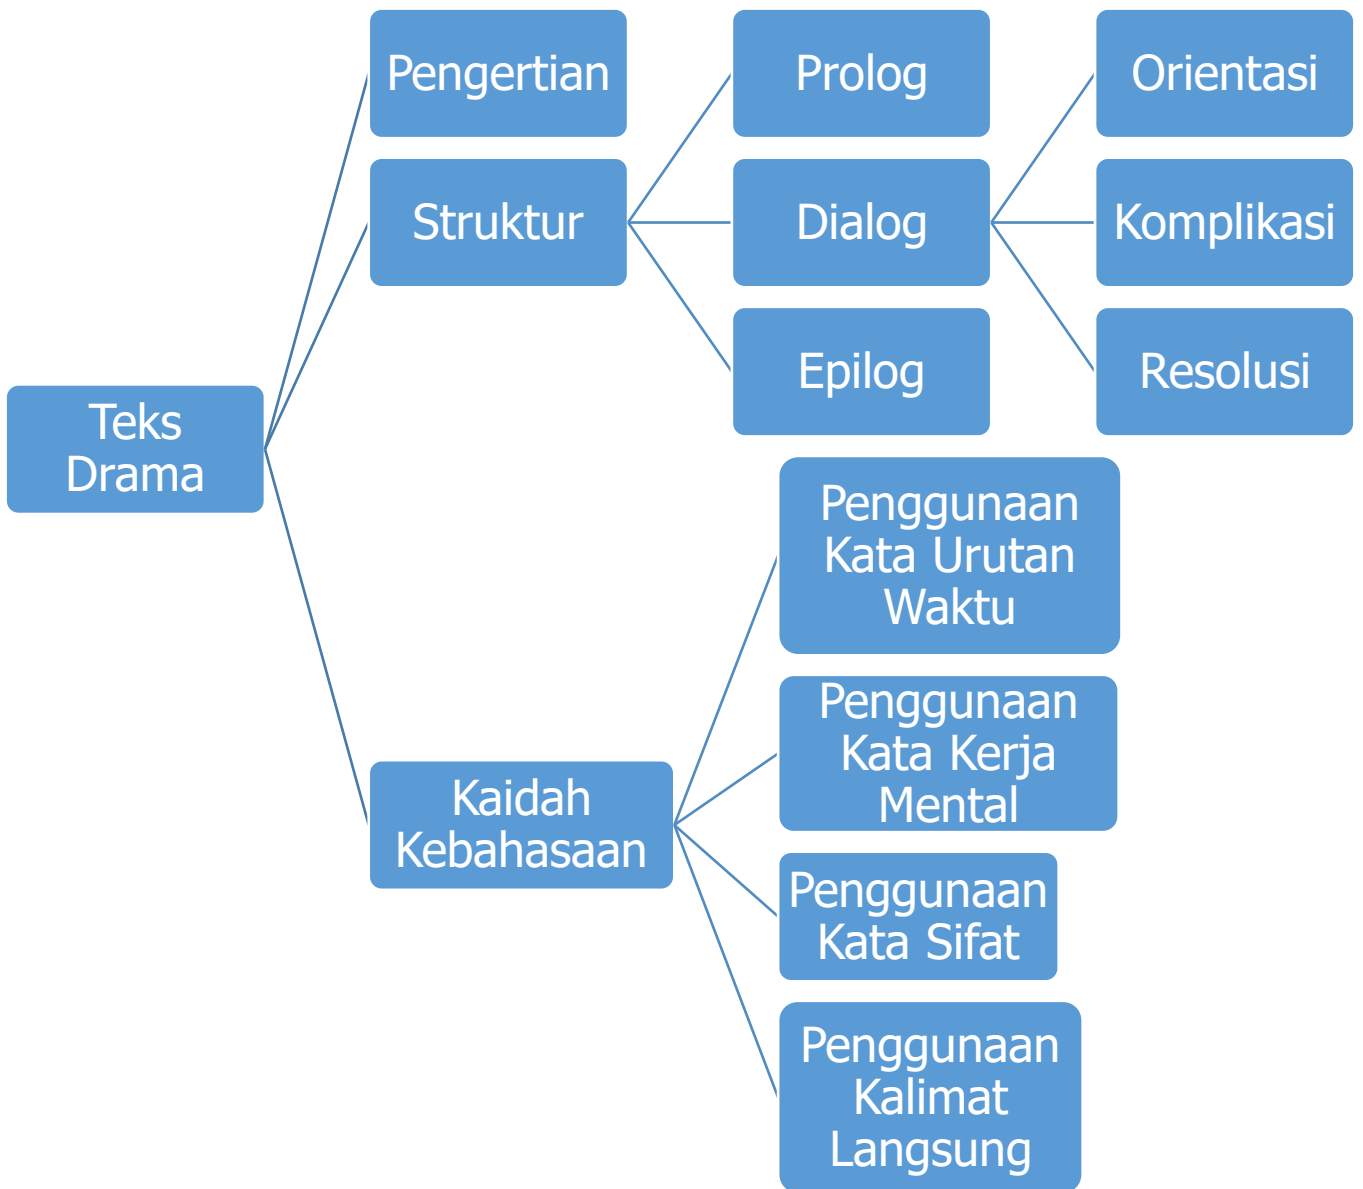 Pengertian
Prolog
Orientasi
Struktur
Dialog
Komplikasi
Epilog
Resolusi
Teks
Drama
Penggunaan
Kata Urutan
Waktu
Penggunaan
Kata Kerja
Mental
Kaidah
Kebahasaan
Penggunaan
Kata Sifat
Penggunaan
Kalimat
Langsung